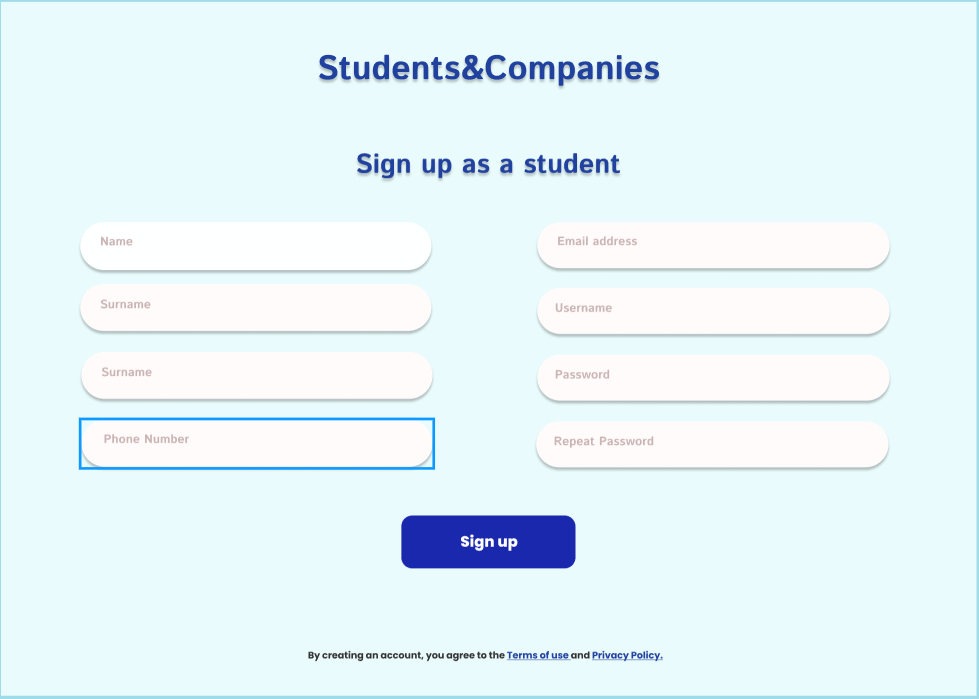 Students&Companies
Sign up as a student
Name
Email address
Surname
Username
Surname
Password
Phone Number
Repeat Password
Sign up
By creating an account, you agree to the Terms of use and Privacy Policy.